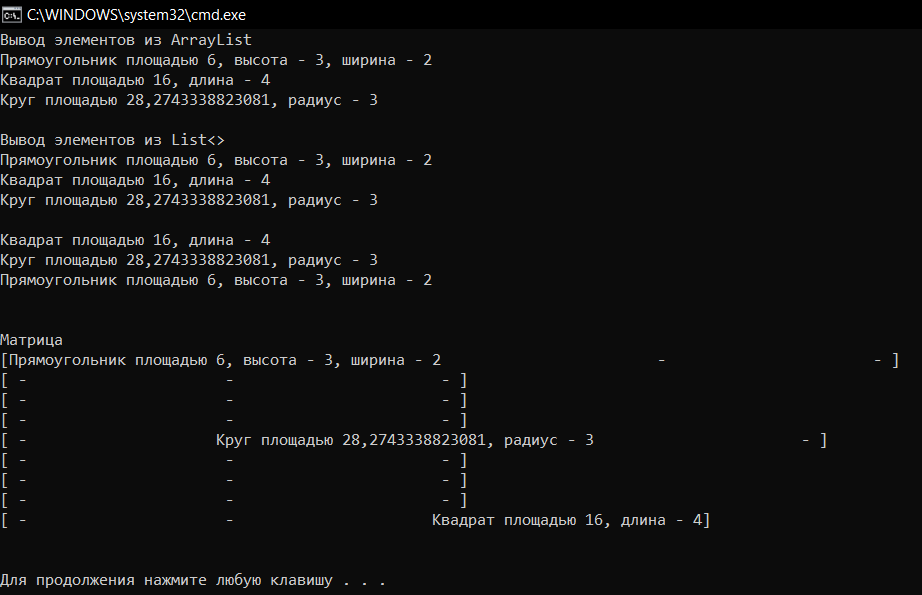 C:\WINDOWS\system32\cmd.exe
Вывод элементов из ArrayList
Прямоугольник площадью 6, высота - 3, ширина - 2
Квадрат площадью 16, длина - 4
Круг площадью 28,2743338823081, радиус - 3
Вывод элементов из List<>
Прямоугольник площадью 6, высота - 3, ширина - 2
Квадрат площадью 16, длина - 4
Круг площадью 28,2743338823081, радиус - 3
Квадрат площадью 16, длина - 4
Круг площадью 28,2743338823081, радиус - 3
Прямоугольник площадью 6, высота - 3, ширина - 2
Матрица
[Прямоугольник площадью 6, высота - 3, ширина - 2                        -                       - ]
[ -                      -                       - ]
[ -                      -                       - ]
[ -                      -                       - ]
[ -                     Круг площадью 28,2743338823081, радиус - 3                       - ]
[ -                      -                       - ]
[ -                      -                       - ]
[ -                      -                       - ]
[ -                      -                      Квадрат площадью 16, длина - 4]
Для продолжения нажмите любую клавишу . . .